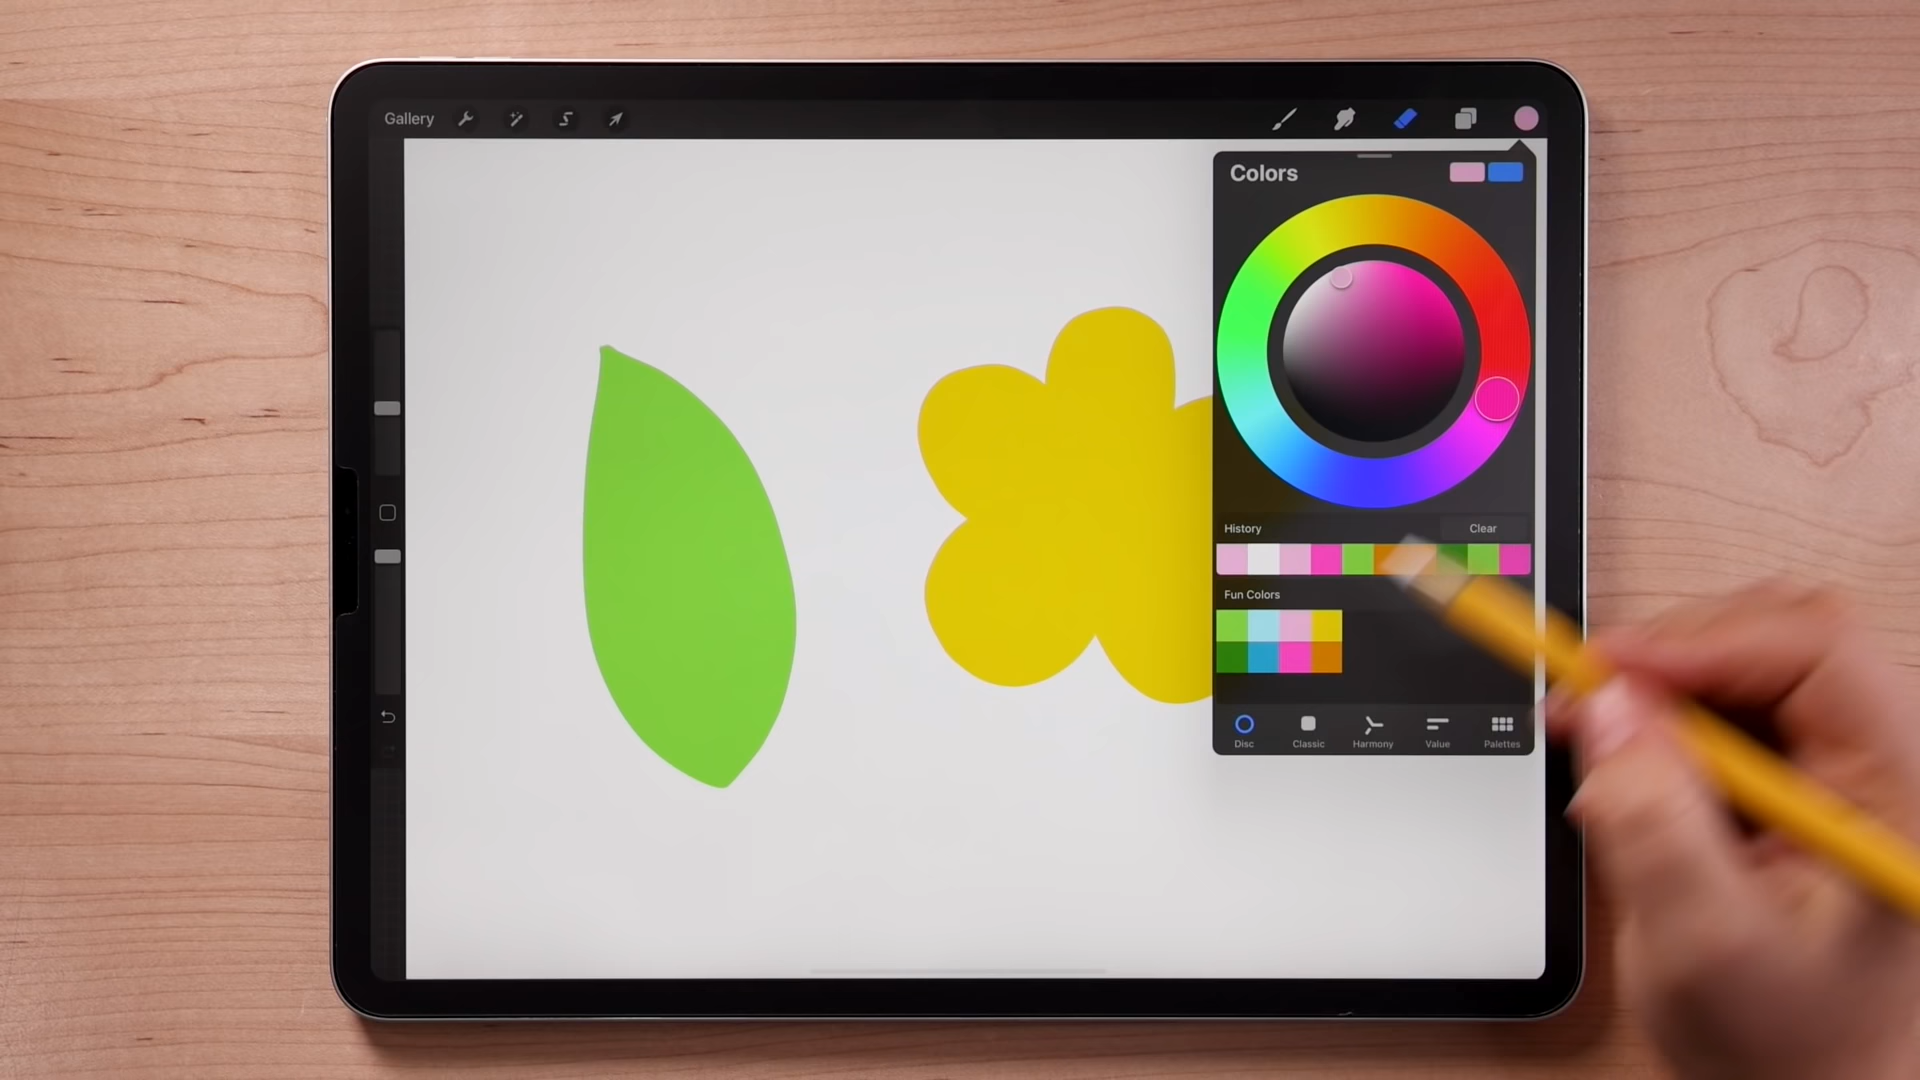 Gallery
Colors
History
Clear
Fun Colors
Disc
Classic
Harmony
Value
Palettes